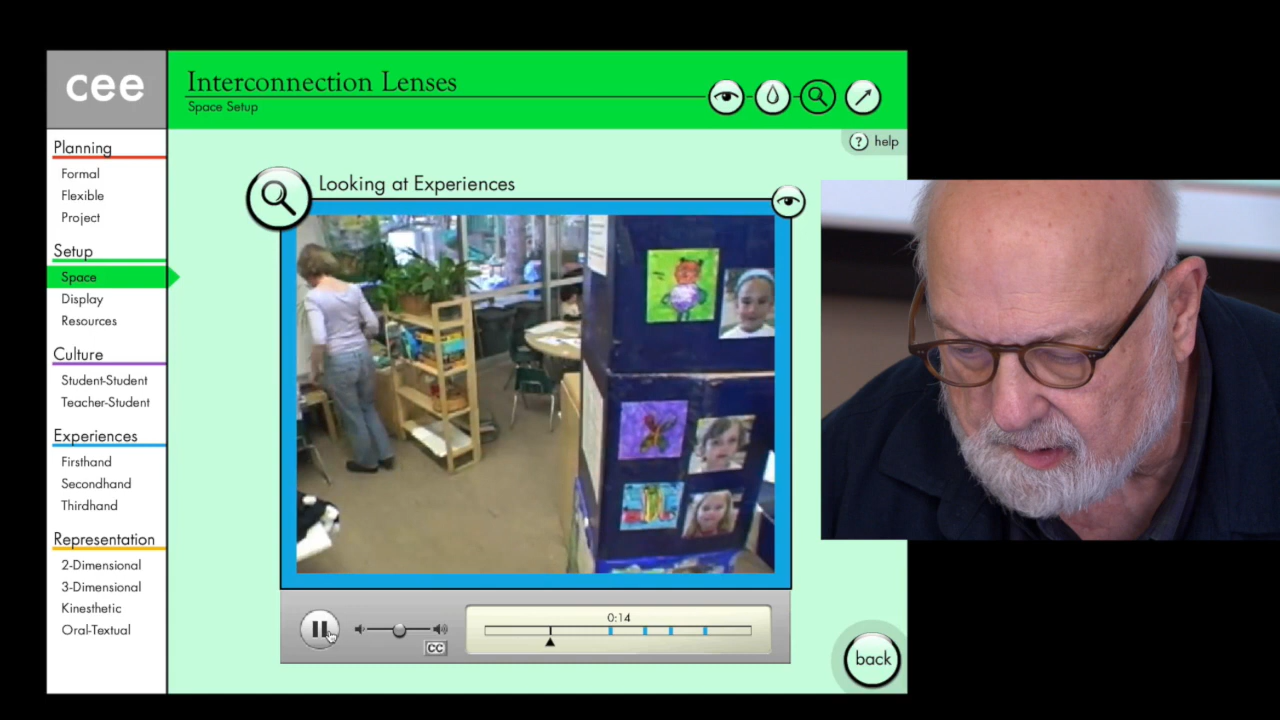 cee
Interconnection Lenses
Space Setup
help
Planning
Formal
Flexible
Project
Setup
Space
Display
Resources
Culture
Student-Student
Teacher-Student
Experiences
Firsthand
Secondhand
Thirdhand
Representation
2-Dimensional
3-Dimensional
Kinesthetic
Oral-Textual
Looking at Experiences
0:14
CC
back